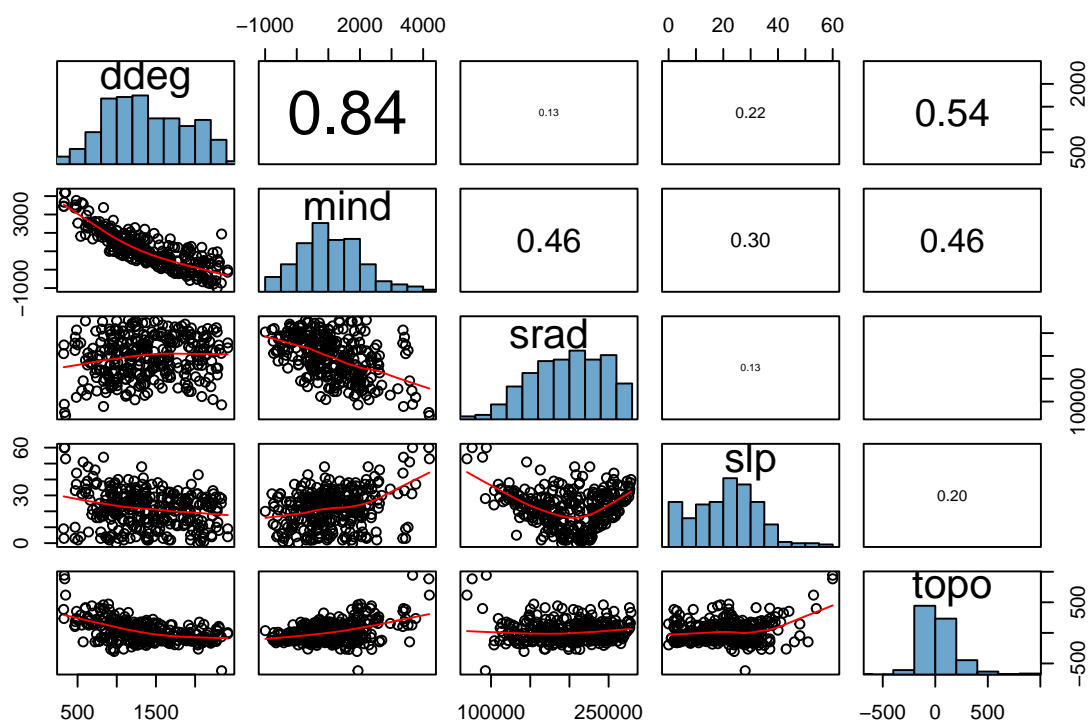 −1000 2000 4000 0 20 40 60
ddeg 0.84 0.13 0.22 0.54 500 2000
−1000 3000 mind 0.46 0.30 0.46
srad 0.13 100000
0 30 60 slp 0.20
topo −500 500
500 1500 100000 250000 −500 0 500